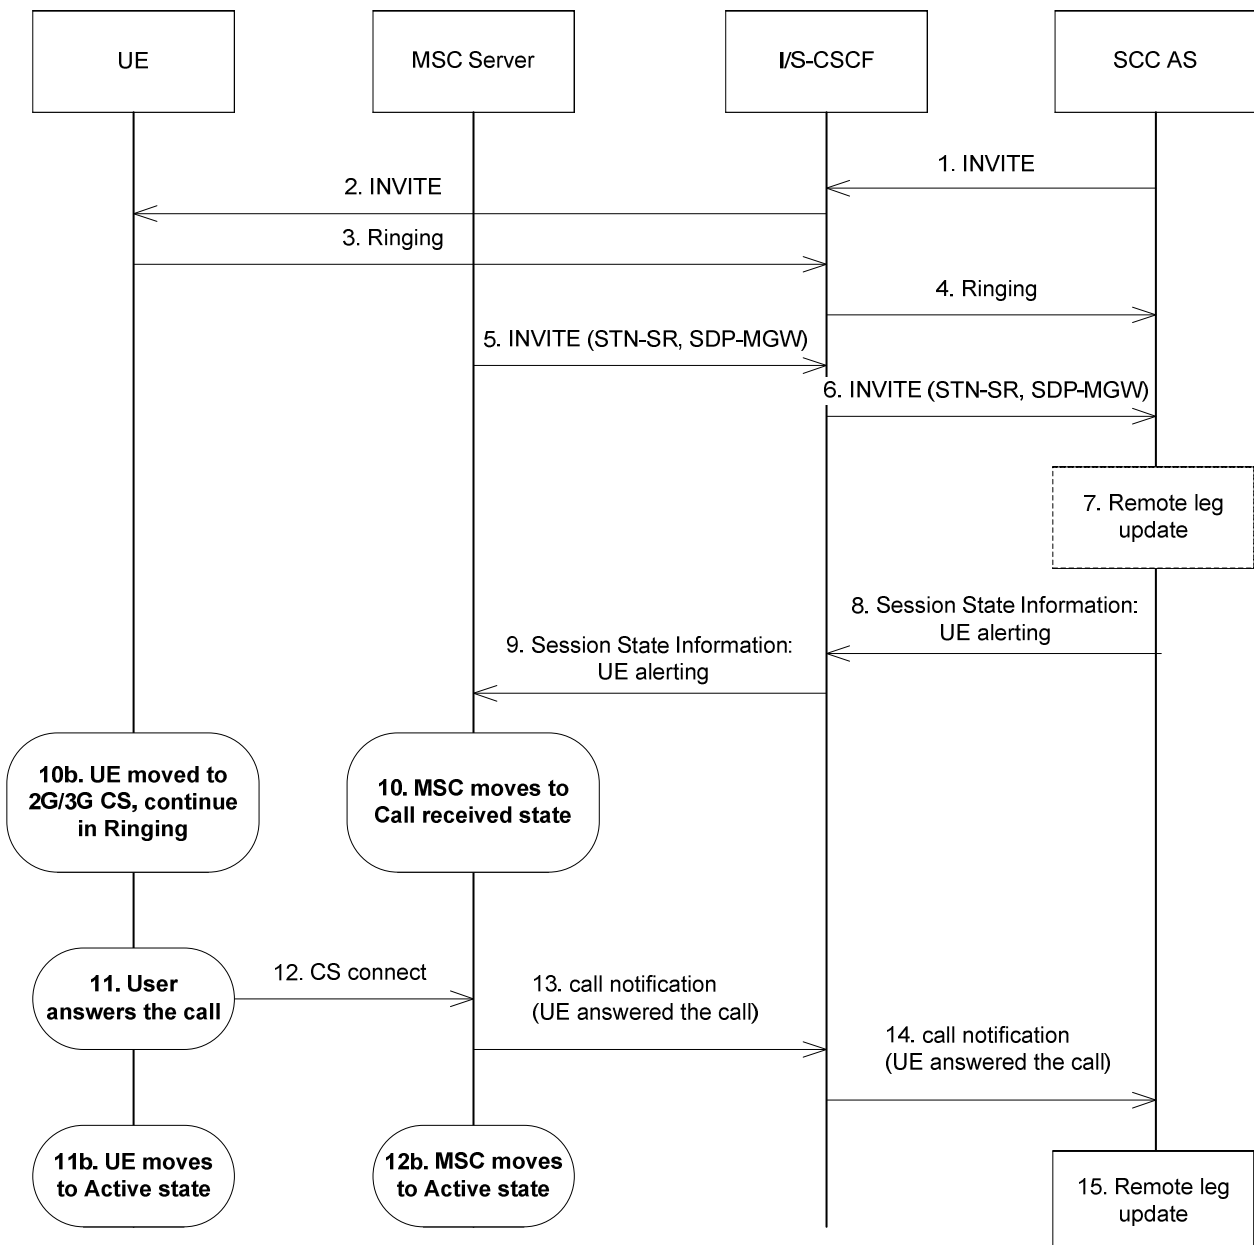 UE
MSC Server
I/S-CSCF
SCC AS
1. INVITE
2. INVITE
3. Ringing
4. Ringing
5. INVITE (STN-SR, SDP-MGW)
6. INVITE (STN-SR, SDP-MGW)
7. Remote leg
update
8. Session State Information:
UE alerting
9. Session State Information:
UE alerting
10b. UE moved to
2G/3G CS, continue
in Ringing
10. MSC moves to
Call received state
11. User
answers the call
12. CS connect
13. call notification
(UE answered the call)
14. call notification
(UE answered the call)
11b. UE moves
to Active state
12b. MSC moves
to Active state
15. Remote leg
update